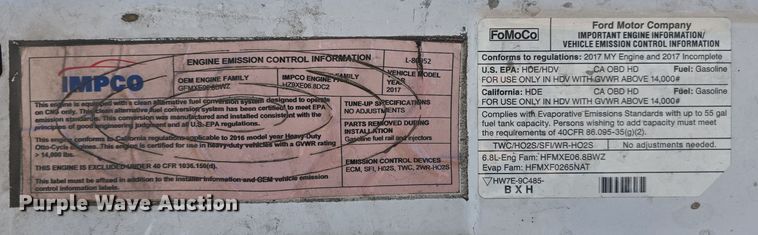 IMPCO
ENGINE EMISSION CONTROL INFORMATION
OEM ENGINE FAMILY
GFMXE06.8BWZ
IMPCO ENGINE FAMILY
HZ9XE06.8DC2
VEHICLE MODEL
YEAR
2017
This engine is equipped with a clean alternative fuel conversion system designed to operate
on CNG only. This clean alternative fuel conversion system has been certified to meet EPA
emission standards. This conversion was manufactured and installed consistent with the
principles of good engineering judgment and all U.S-EPA regulations.
This engine conforms to California regulations applicable to 2016 model year Heavy-Duty
Otto-Cycle engines. This engine is certified for use in heavy-duty vehicles with a GVWR rating
> 14,000 lbs.
THIS ENGINE IS EXCLUDED UNDER 40 CFR 1036.150(d).
This label must be affixed in addition to the installer information and OEM vehicle emission
control information labels.
TUNE-UP SPECIFICATIONS
NO ADJUSTMENTS
PARTS REMOVED DURING
INSTALLATION
Gasoline fuel rail and injectors
EMISSION CONTROL DEVICES
ECM, SFI, HO2S, TWC, 2WR-HO2S
FoMoCo
Ford Motor Company
IMPORTANT ENGINE INFORMATION/
VEHICLE EMISSION CONTROL INFORMATION
Conforms to regulations: 2017 MY Engine and 2017 Incomplete
U.S. EPA: HDE/HDV CA OBD HD Fuel: Gasoline
FOR USE ONLY IN HDV WITH GVWR ABOVE 14,000#
California: HDE CA OBD HD Fuel: Gasoline
FOR USE ONLY IN HDV WITH GVWR ABOVE 14,000#
Complies with Evaporative Emissions Standards with up to 55 gal
fuel tank capacity. Persons wishing to add capacity must meet
the requirements of 40CFR 86.095-35(g)(2).
TWC/HO2S/SFI/WR-HO2S No adjustments needed.
6.8L-Eng Fam: HFMXE06.8BWZ
Evap Fam: HFMXF0265NAT
HW7E-9C485-
BXH
Purple Wave Auction